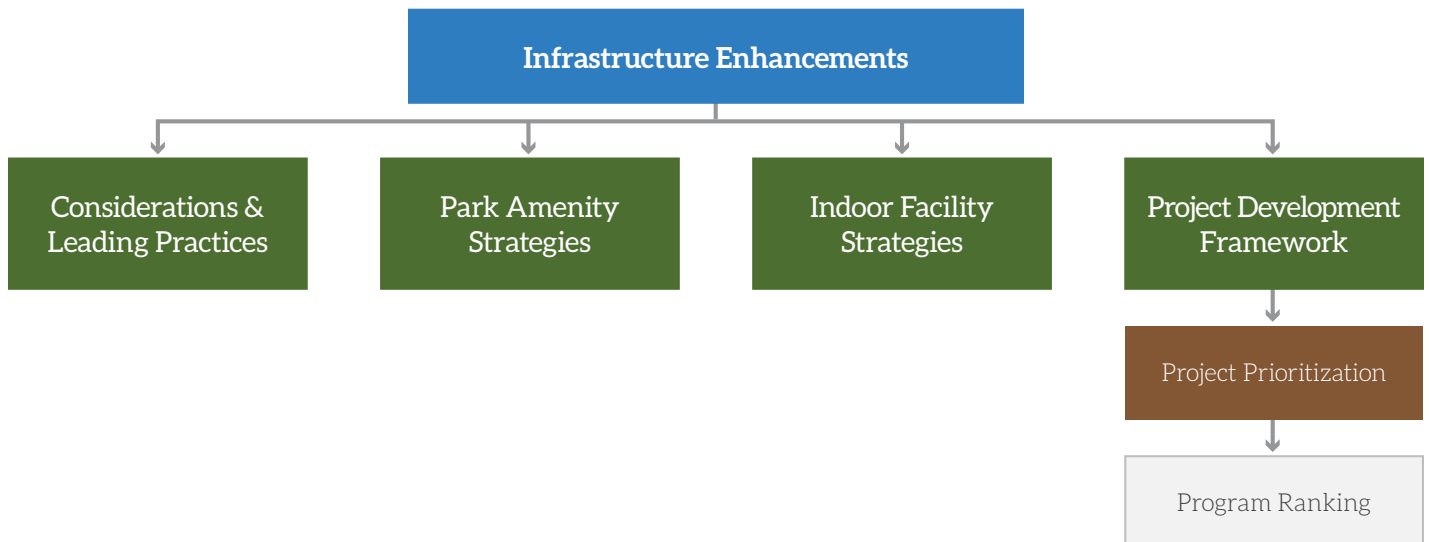 Infrastructure Enhancements
Considerations &
Leading Practices
Park Amenity
Strategies
Indoor Facility
Strategies
Project Development
Framework
Project Prioritization
Program Ranking